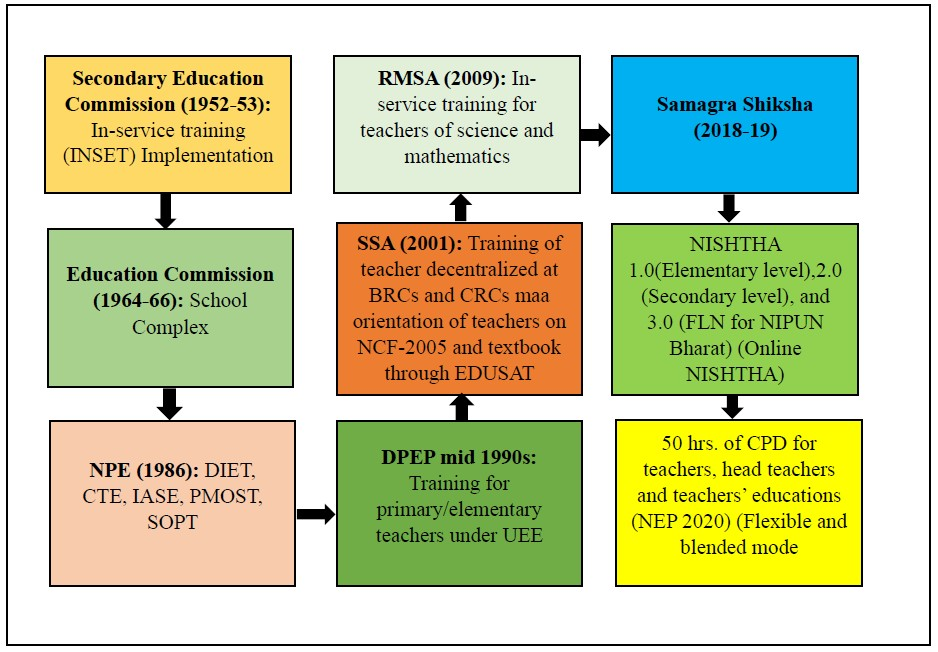 Secondary Education
Commission (1952-53):
In-service training
(INSET) Implementation
Education Commission
(1964-66): School
Complex
NPE (1986): DIET,
CTE, IASE, PMOST,
SOPT
DPEP mid 1990s:
Training for
primary/elementary
teachers under UEE
SSA (2001): Training of
teacher decentralized at
BRCs and CRCs maa
orientation of teachers on
NCF-2005 and textbook
through EDUSAT
RMSA (2009): In-
service training for
teachers of science and
mathematics
Samagra Shiksha
(2018-19)
NISHTHA
1.0(Elementary level),2.0
(Secondary level), and
3.0 (FLN for NIPUN
Bharat) (Online
NISHTHA)
50 hrs. of CPD for
teachers, head teachers
and teachers’ educations
(NEP 2020) (Flexible and
blended mode